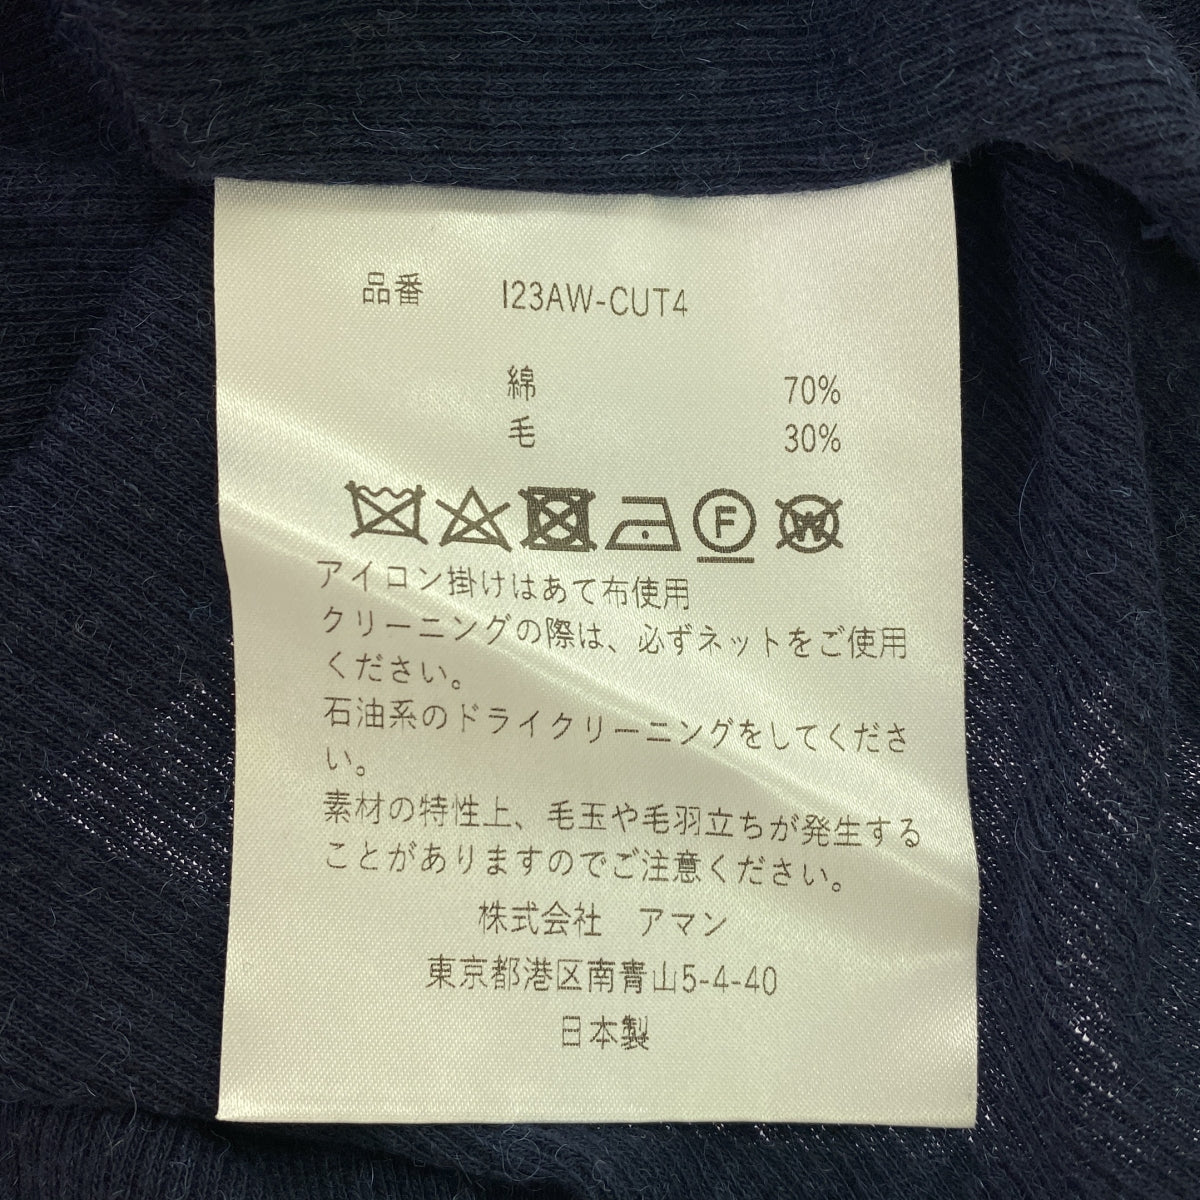 品番 I23AW-CUT4
綿 70%
毛 30%
F W
アイロン掛けはあて布使用
クリーニングの際は、必ずネットをご使用
ください。
石油系のドライクリーニングをしてくださ
い。
素材の特性上、毛玉や毛羽立ちが発生する
ことがありますのでご注意ください。
株式会社 アマン
東京都港区南青山5-4-40
日本製